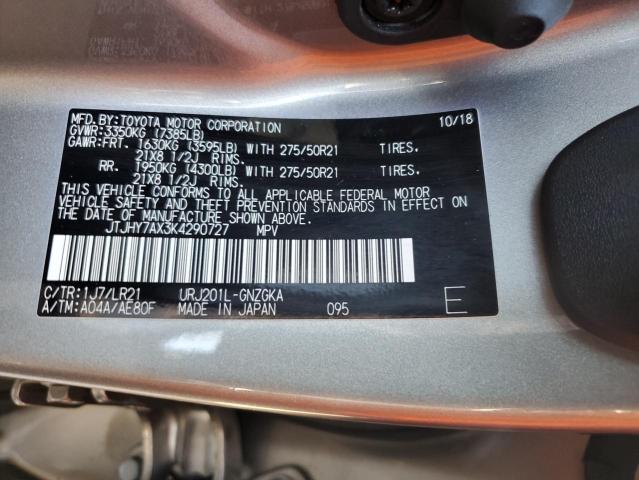 MFD.BY:TOYOTA MOTOR CORPORATION 10/18
GVWR:3350KG (7385LB)
GAWR:FRT. 1630KG (3595LB) WITH 275/50R21 TIRES.
21X8 1/2J RIMS.
RR. 1950KG (4300LB) WITH 275/50R21 TIRES.
21X8 1/2J RIMS.
THIS VEHICLE CONFORMS TO ALL APPLICABLE FEDERAL MOTOR
VEHICLE SAFETY AND THEFT PREVENTION STANDARDS IN EFFECT ON
THE DATE OF MANUFACTURE SHOWN ABOVE.
JTJHY7AX3K4290727 MPV
C/TR:1J7/LR21 URJ201L-GNZGKA
A/TM:A04A/AE80F MADE IN JAPAN 095 E